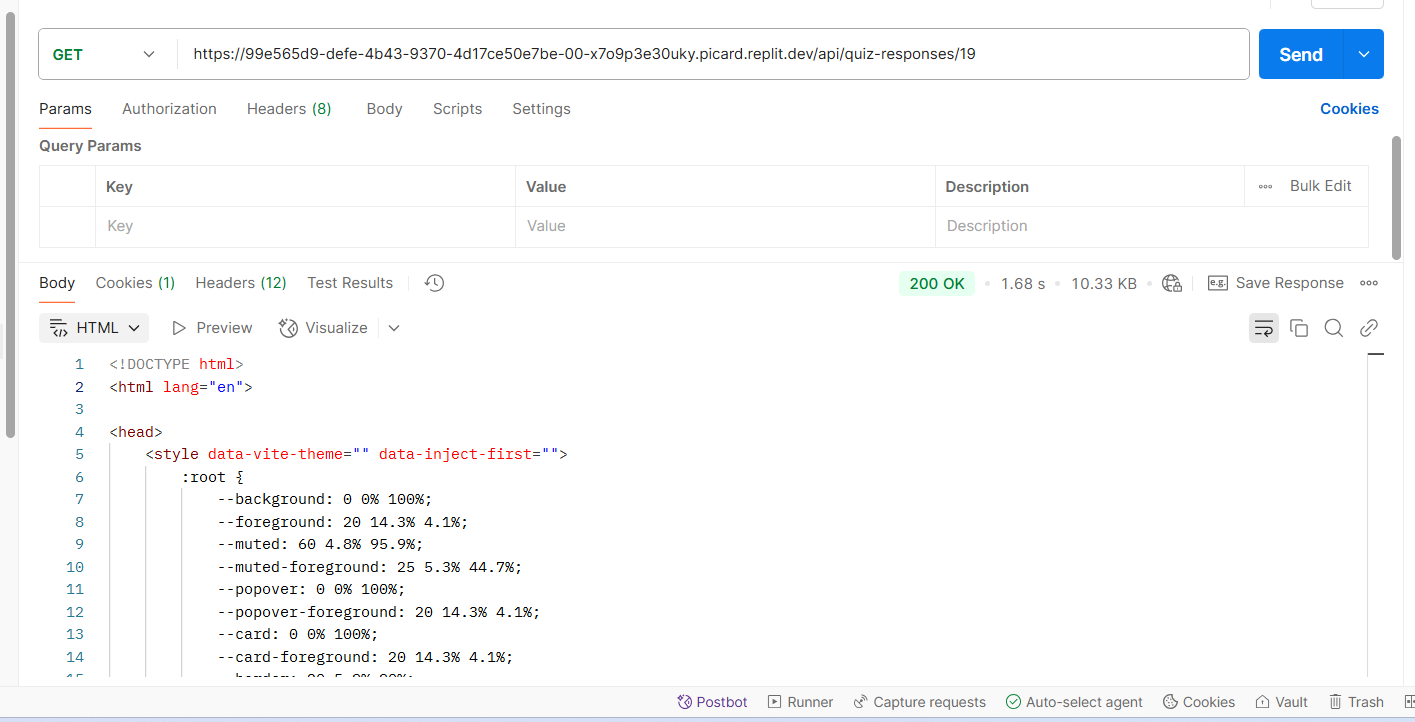 GET https://99e565d9-defe-4b43-9370-4d17ce50e7be-00-x7o9p3e30uky.picard.replit.dev/api/quiz-responses/19 Send
Params Authorization Headers (8) Body Scripts Settings Cookies
Query Params
Key Value Description Bulk Edit
Key Value Description
Body Cookies (1) Headers (12) Test Results 200 OK 1.68 s 10.33 KB e.g. Save Response
HTML Preview Visualize
1 <!DOCTYPE html>
2 <html lang="en">
3
4 <head>
5 <style data-vite-theme="" data-inject-first="">
6 :root {
7 --background: 0 0% 100%;
8 --foreground: 20 14.3% 4.1%;
9 --muted: 60 4.8% 95.9%;
10 --muted-foreground: 25 5.3% 44.7%;
11 --popover: 0 0% 100%;
12 --popover-foreground: 20 14.3% 4.1%;
13 --card: 0 0% 100%;
14 --card-foreground: 20 14.3% 4.1%;
Postbot Runner Capture requests Auto-select agent Cookies Vault Trash